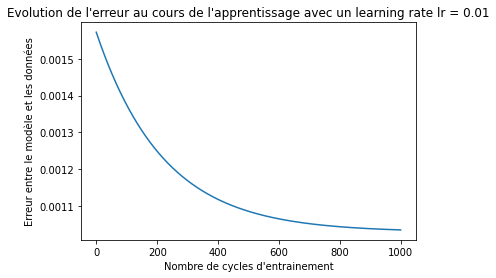 Evolution de l'erreur au cours de l'apprentissage avec un learning rate lr = 0.01
Erreur entre le modèle et les données
0.0015
0.0014
0.0013
0.0012
0.0011
0 200 400 600 800 1000
Nombre de cycles d'entrainement